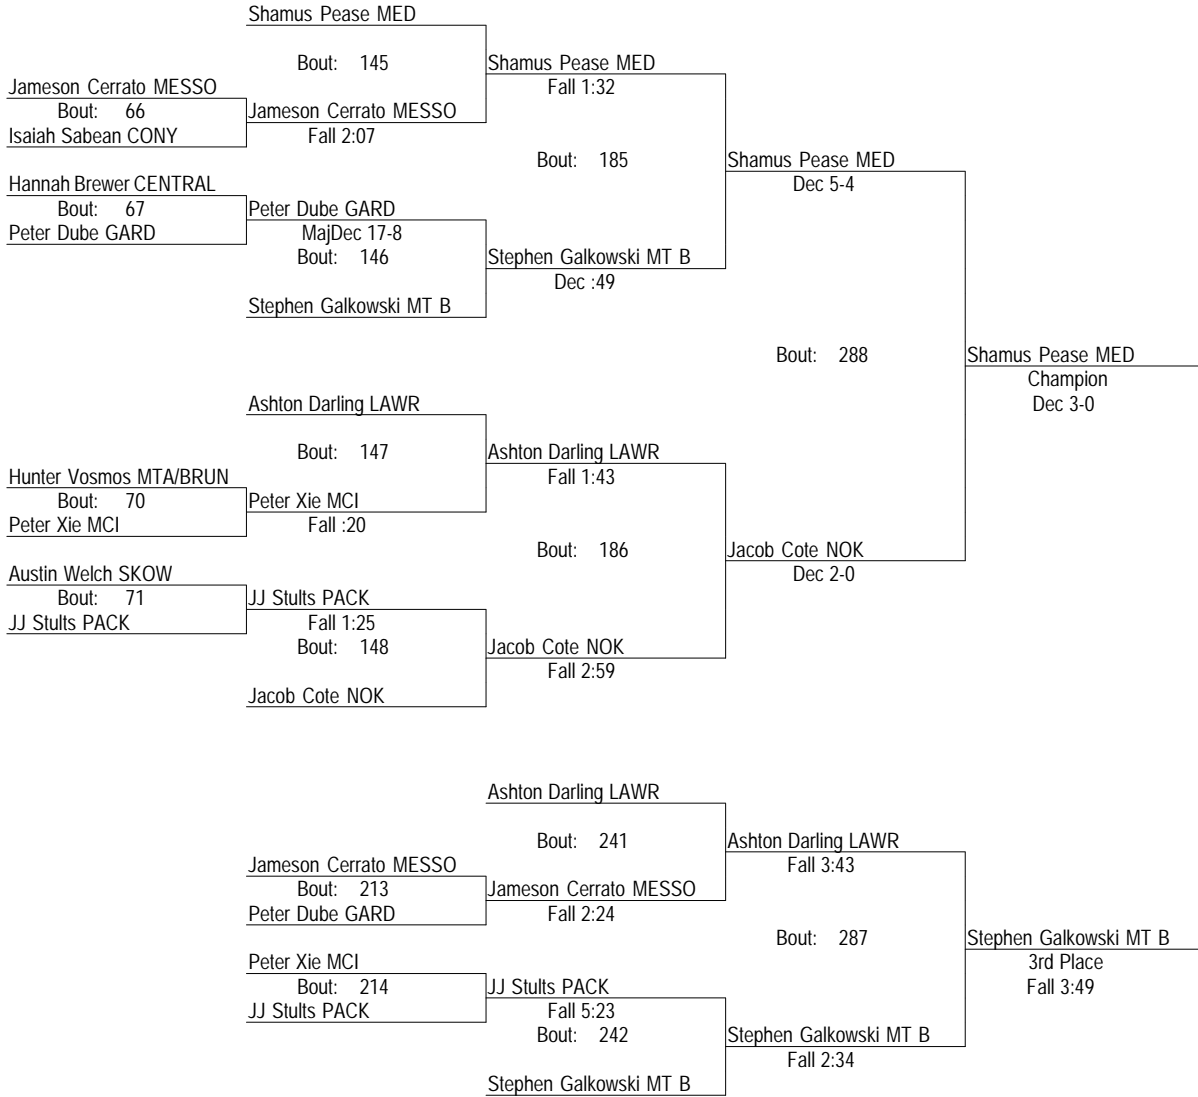 Shamus Pease MED
Bout: 145
Shamus Pease MED
Fall 1:32
Jameson Cerrato MESSO
Bout: 66
Jameson Cerrato MESSO
Fall 2:07
Isaiah Sabean CONY
Bout: 185
Shamus Pease MED
Dec 5-4
Hannah Brewer CENTRAL
Bout: 67
Peter Dube GARD
MajDec 17-8
Peter Dube GARD
Bout: 146
Stephen Galkowski MT B
Dec :49
Stephen Galkowski MT B
Bout: 288
Shamus Pease MED
Champion
Dec 3-0
Ashton Darling LAWR
Bout: 147
Ashton Darling LAWR
Fall 1:43
Hunter Vosmos MTA/BRUN
Bout: 70
Peter Xie MCI
Fall :20
Peter Xie MCI
Bout: 186
Jacob Cote NOK
Dec 2-0
Austin Welch SKOW
Bout: 71
JJ Stults PACK
Fall 1:25
JJ Stults PACK
Bout: 148
Jacob Cote NOK
Fall 2:59
Jacob Cote NOK
Ashton Darling LAWR
Bout: 241
Ashton Darling LAWR
Fall 3:43
Jameson Cerrato MESSO
Bout: 213
Jameson Cerrato MESSO
Fall 2:24
Peter Dube GARD
Bout: 287
Stephen Galkowski MT B
3rd Place
Fall 3:49
Peter Xie MCI
Bout: 214
JJ Stults PACK
Fall 5:23
JJ Stults PACK
Bout: 242
Stephen Galkowski MT B
Fall 2:34
Stephen Galkowski MT B